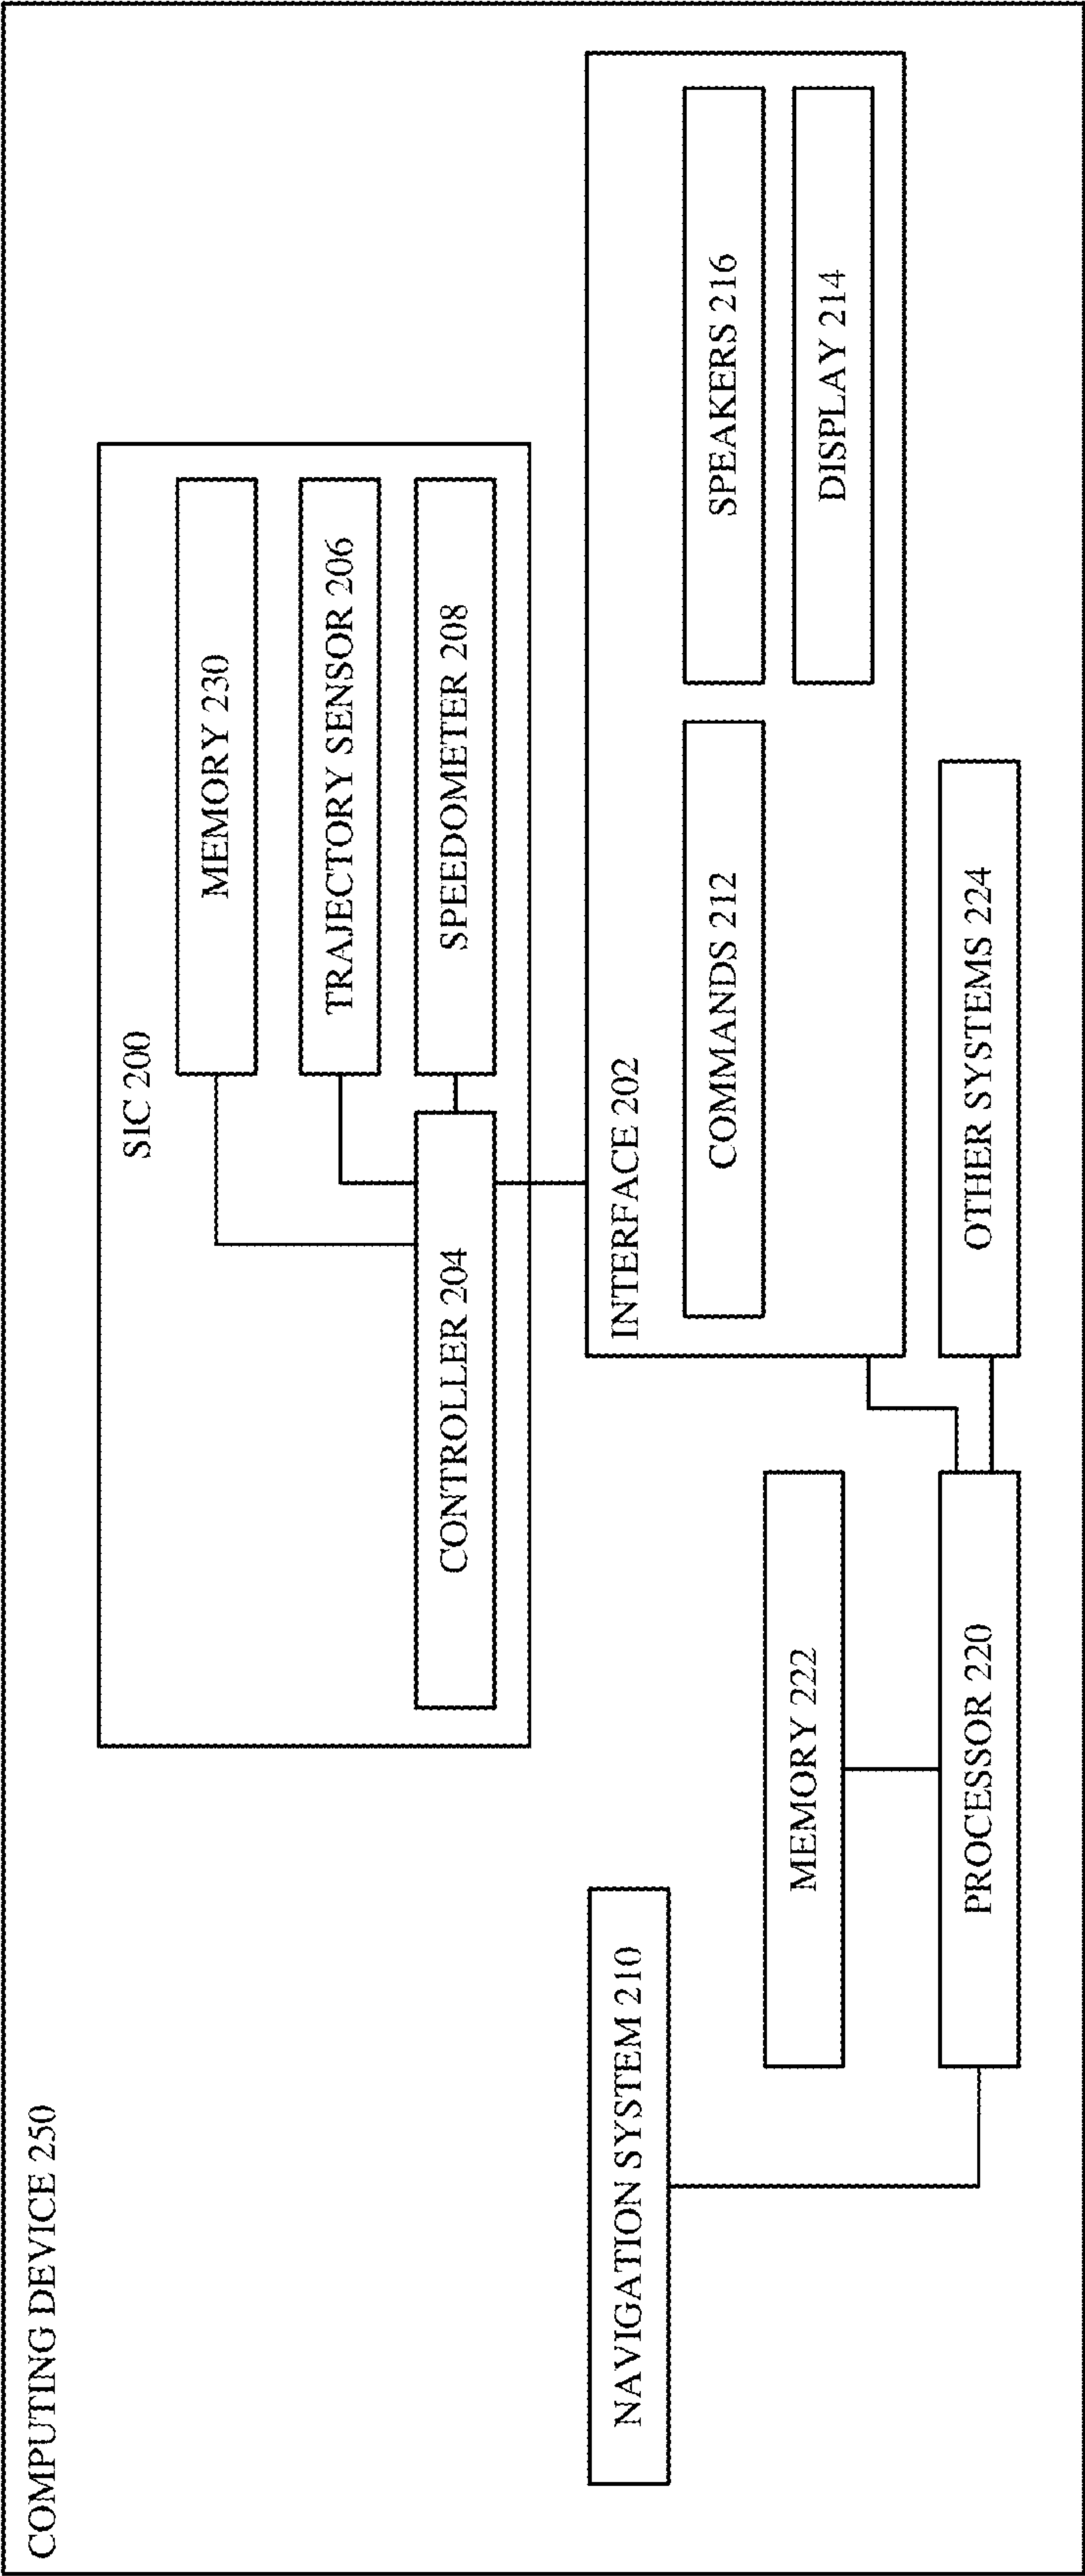 COMPUTING DEVICE 250
SIC 200
MEMORY 230
TRAJECTORY SENSOR 206
CONTROLLER 204
SPEEDOMETER 208
NAVIGATION SYSTEM 210
INTERFACE 202
COMMANDS 212
SPEAKERS 216
DISPLAY 214
MEMORY 222
PROCESSOR 220
OTHER SYSTEMS 224